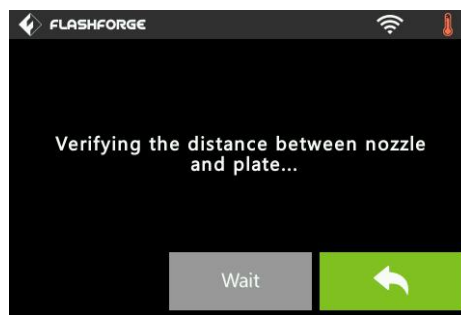 FLASHFORGE
Verifying the distance between nozzle
and plate...
Wait